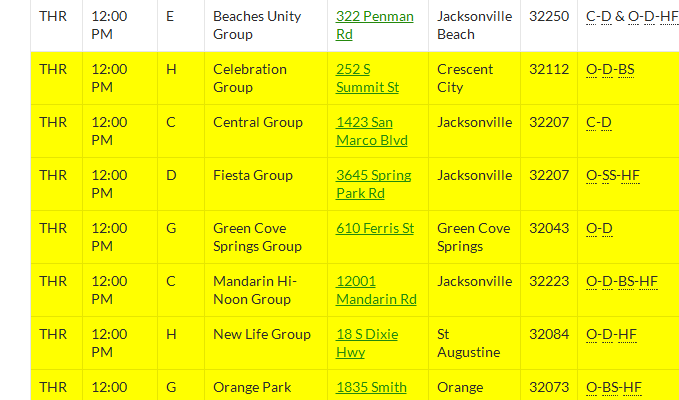 THR 12:00 E Beaches Unity 322 Penman Jacksonville 32250 C-D & O-D-HF
PM Group Rd Beach
THR 12:00 H Celebration 252 S Crescent 32112 O-D-BS
PM Group Summit St City
THR 12:00 C Central Group 1423 San Jacksonville 32207 C-D
PM Marco Blvd
THR 12:00 D Fiesta Group 3645 Spring Jacksonville 32207 O-SS-HF
PM Park Rd
THR 12:00 G Green Cove 610 Ferris St Green Cove 32043 O-D
PM Springs Group Springs
THR 12:00 C Mandarin Hi- 12001 Jacksonville 32223 O-D-BS-HF
PM Noon Group Mandarin Rd
THR 12:00 H New Life Group 18 S Dixie St 32084 O-D-HF
PM Hwy Augustine
THR 12:00 G Orange Park 1835 Smith Orange 32073 O-BS-HF